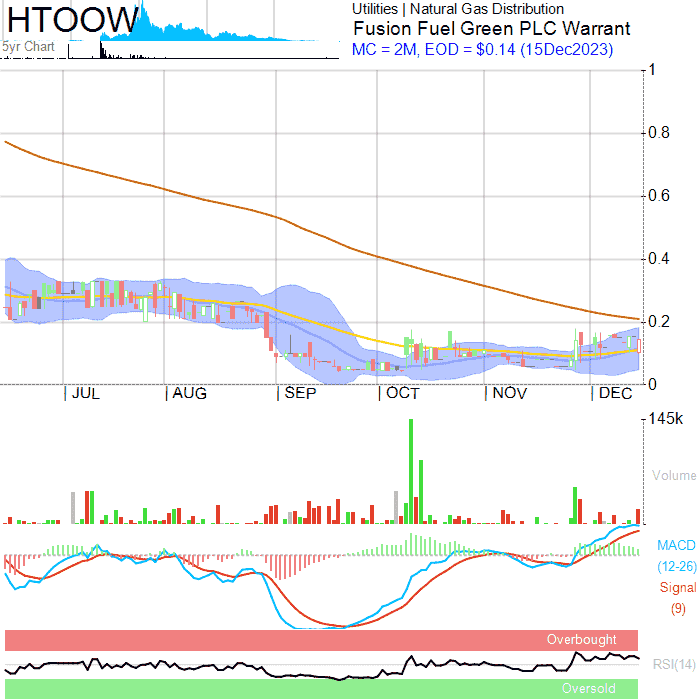 HTOOW
5yr Chart
Utilities | Natural Gas Distribution
Fusion Fuel Green PLC Warrant
MC = 2M, EOD = $0.14 (15Dec2023)
1
0.8
0.6
0.4
0.2
0
JUL AUG SEP OCT NOV DEC
145k
Volume
MACD
(12-26)
Signal
(9)
Overbought
RSI(14)
Oversold